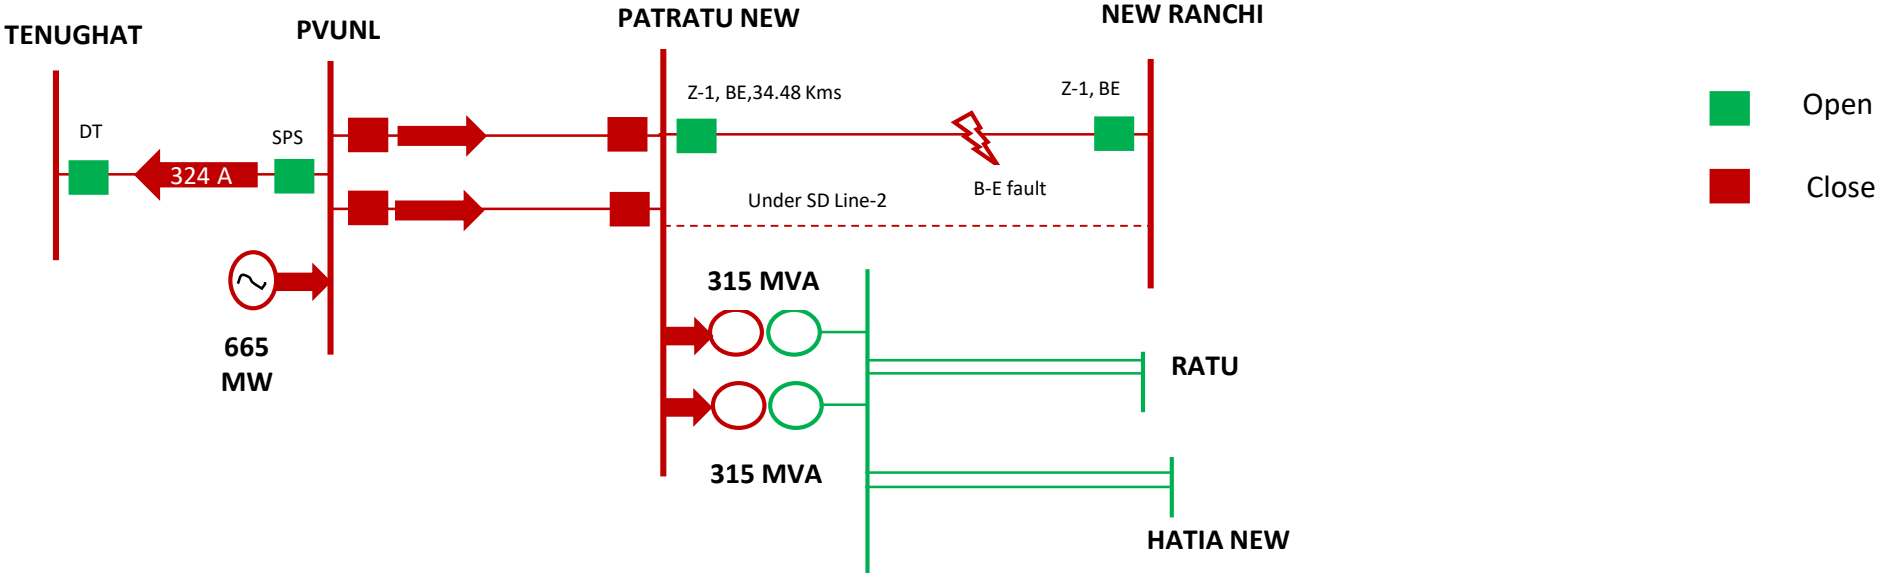 TENUGHAT
PVUNL
PATRATU NEW
NEW RANCHI
Z-1, BE,34.48 Kms
Z-1, BE
Open
DT
SPS
324 A
B-E fault
Close
Under SD Line-2
315 MVA
665
MW
RATU
315 MVA
HATIA NEW